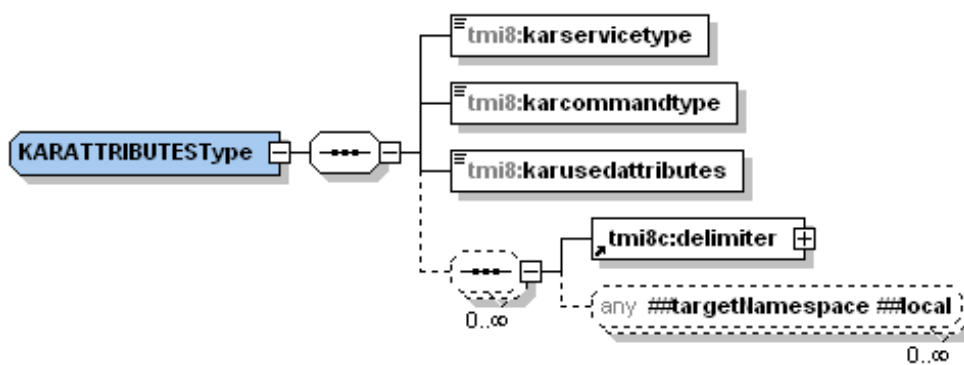 tmi8:karservicetype
tmi8:karcommandtype
KARATTRIBUTESType
tmi8:karusedattributes
tmi8c:delimiter
0..∞
any ##targetNamespace ##local
0..∞